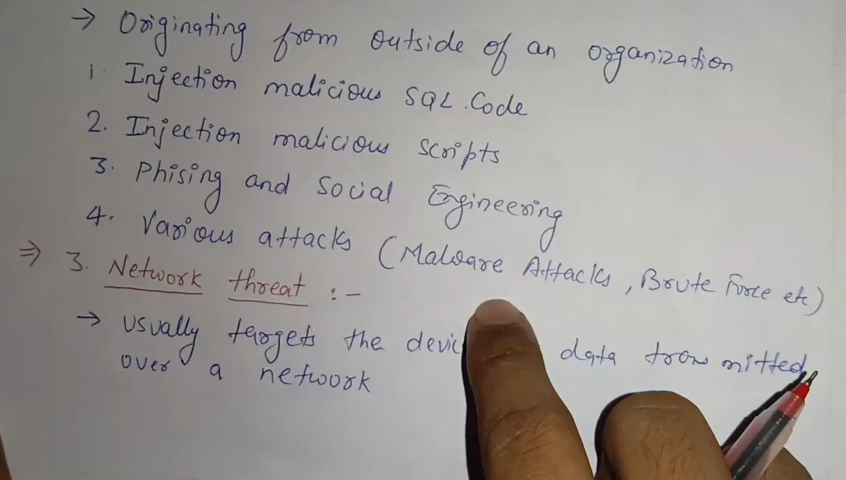 → Originating from outside of an organization
1. Injection malicious SQL Code
2. Injection malicious scripts
3. Phising and Social Engineering
4. Various attacks (Malware Attacks, Brute Force etc)
⇒ 3. Network threat :-
→ Usually targets the devic data transmitted
over a network